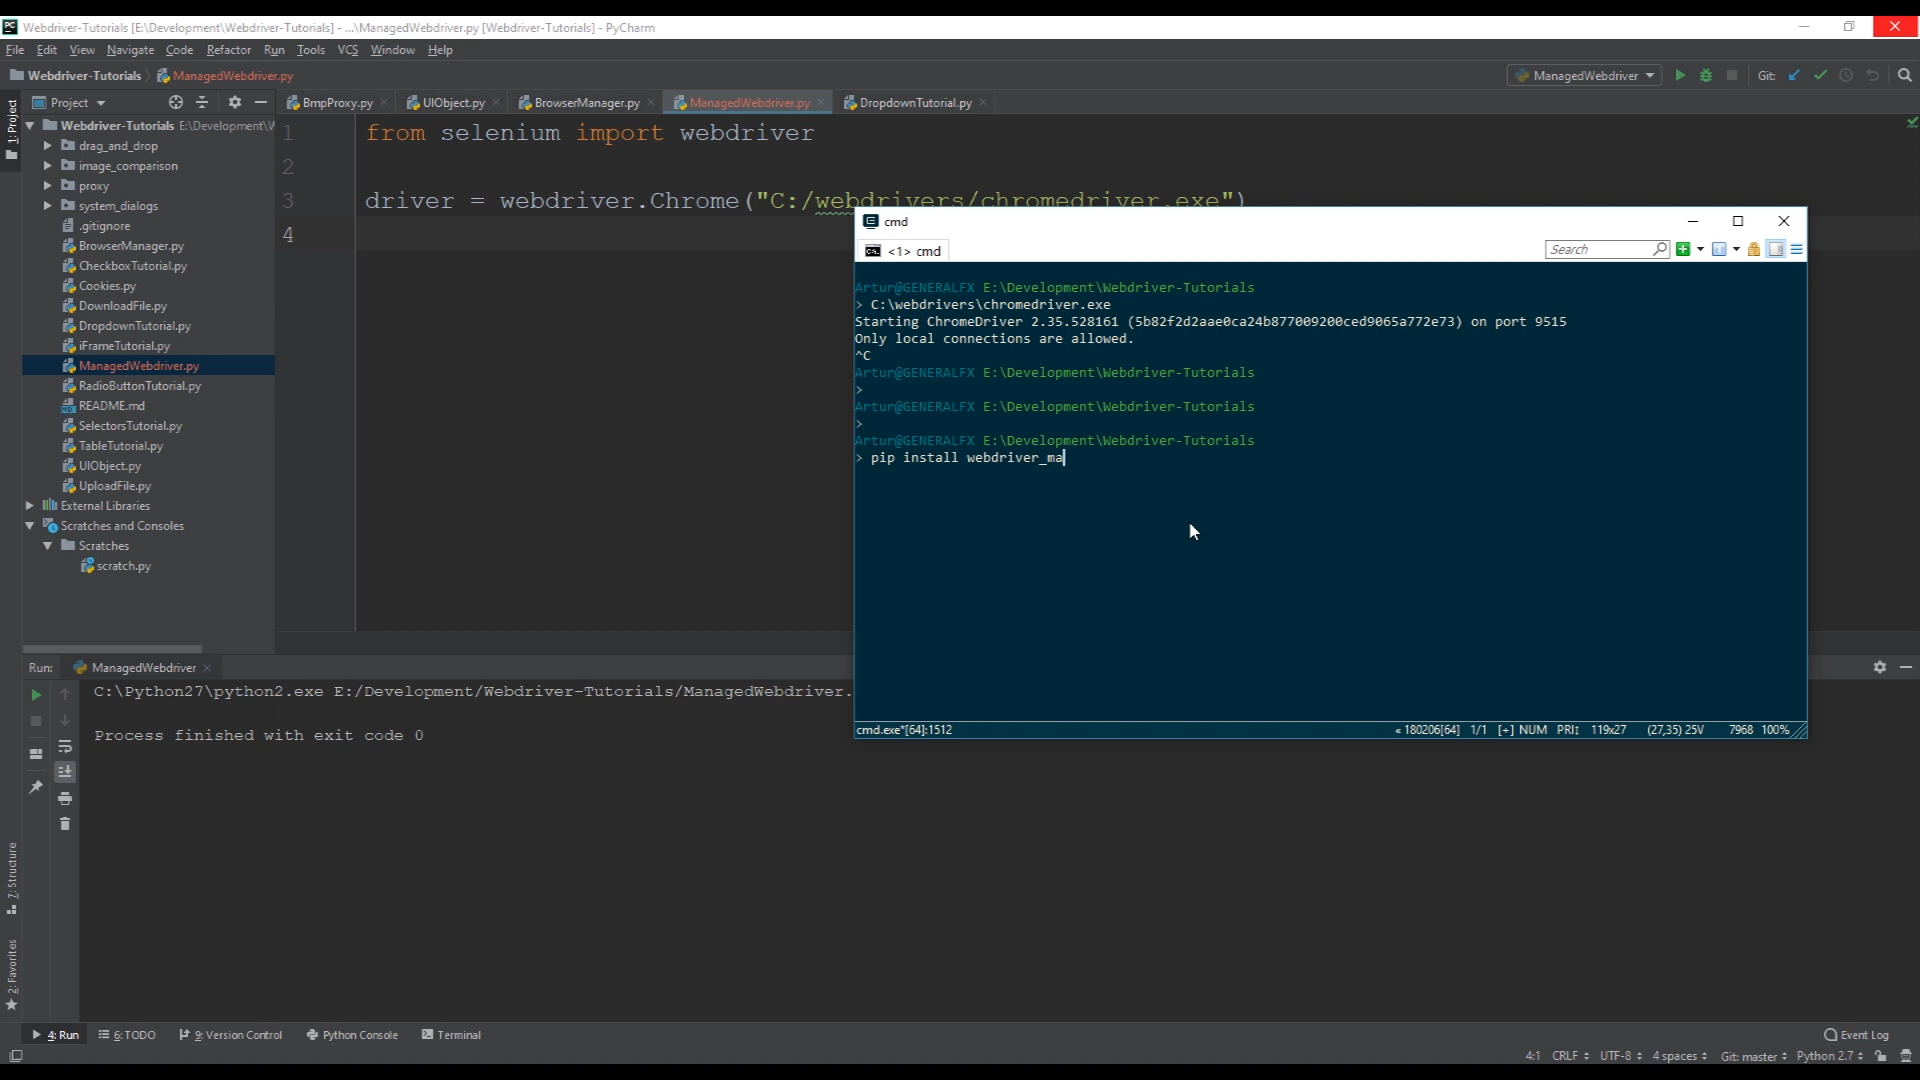 Webdriver-Tutorials [E:\Development\Webdriver-Tutorials] - ...\ManagedWebdriver.py [Webdriver-Tutorials] - PyCharm
File Edit View Navigate Code Refactor Run Tools VCS Window Help
Webdriver-Tutorials ManagedWebdriver.py
ManagedWebdriver Git:
1: Project
Project
BmpProxy.py UIObject.py BrowserManager.py ManagedWebdriver.py DropdownTutorial.py
Webdriver-Tutorials E:\Development\W
drag_and_drop
image_comparison
proxy
system_dialogs
.gitignore
BrowserManager.py
CheckboxTutorial.py
Cookies.py
DownloadFile.py
DropdownTutorial.py
iFrameTutorial.py
ManagedWebdriver.py
RadioButtonTutorial.py
README.md
SelectorsTutorial.py
TableTutorial.py
UIObject.py
UploadFile.py
External Libraries
Scratches and Consoles
Scratches
scratch.py
1 from selenium import webdriver
2
3 driver = webdriver.Chrome("C:/webdrivers/chromedriver.exe")
4
cmd
<1> cmd
Search
Artur@GENERALFX E:\Development\Webdriver-Tutorials
> C:\webdrivers\chromedriver.exe
Starting ChromeDriver 2.35.528161 (5b82f2d2aae0ca24b877009200ced9065a772e73) on port 9515
Only local connections are allowed.
^C
Artur@GENERALFX E:\Development\Webdriver-Tutorials
>
Artur@GENERALFX E:\Development\Webdriver-Tutorials
>
Artur@GENERALFX E:\Development\Webdriver-Tutorials
> pip install webdriver_ma
cmd.exe*[64]:1512 « 180206[64] 1/1 [+] NUM PRI↕ 119x27 (27,35) 25V 7968 100%
Run: ManagedWebdriver
C:\Python27\python2.exe E:/Development/Webdriver-Tutorials/ManagedWebdriver.
Process finished with exit code 0
7: Structure
2: Favorites
4: Run 6: TODO 9: Version Control Python Console Terminal Event Log
4:1 CRLF UTF-8 4 spaces Git: master Python 2.7